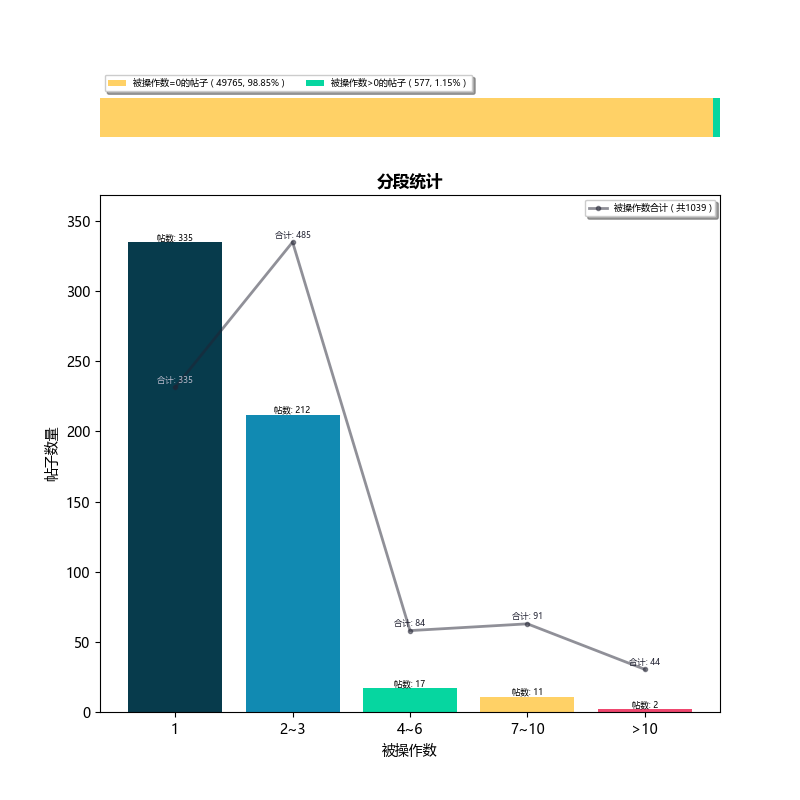 被操作数=0的帖子 ( 49765, 98.85% ) 被操作数>0的帖子 ( 577, 1.15% )
分段统计
被操作数合计 ( 共1039 )
350
300
250
200
150
100
50
0
帖子数量
帖数: 335
合计: 485
合计: 335
帖数: 212
合计: 84
合计: 91
合计: 44
帖数: 17
帖数: 11
帖数: 2
1 2~3 4~6 7~10 >10
被操作数